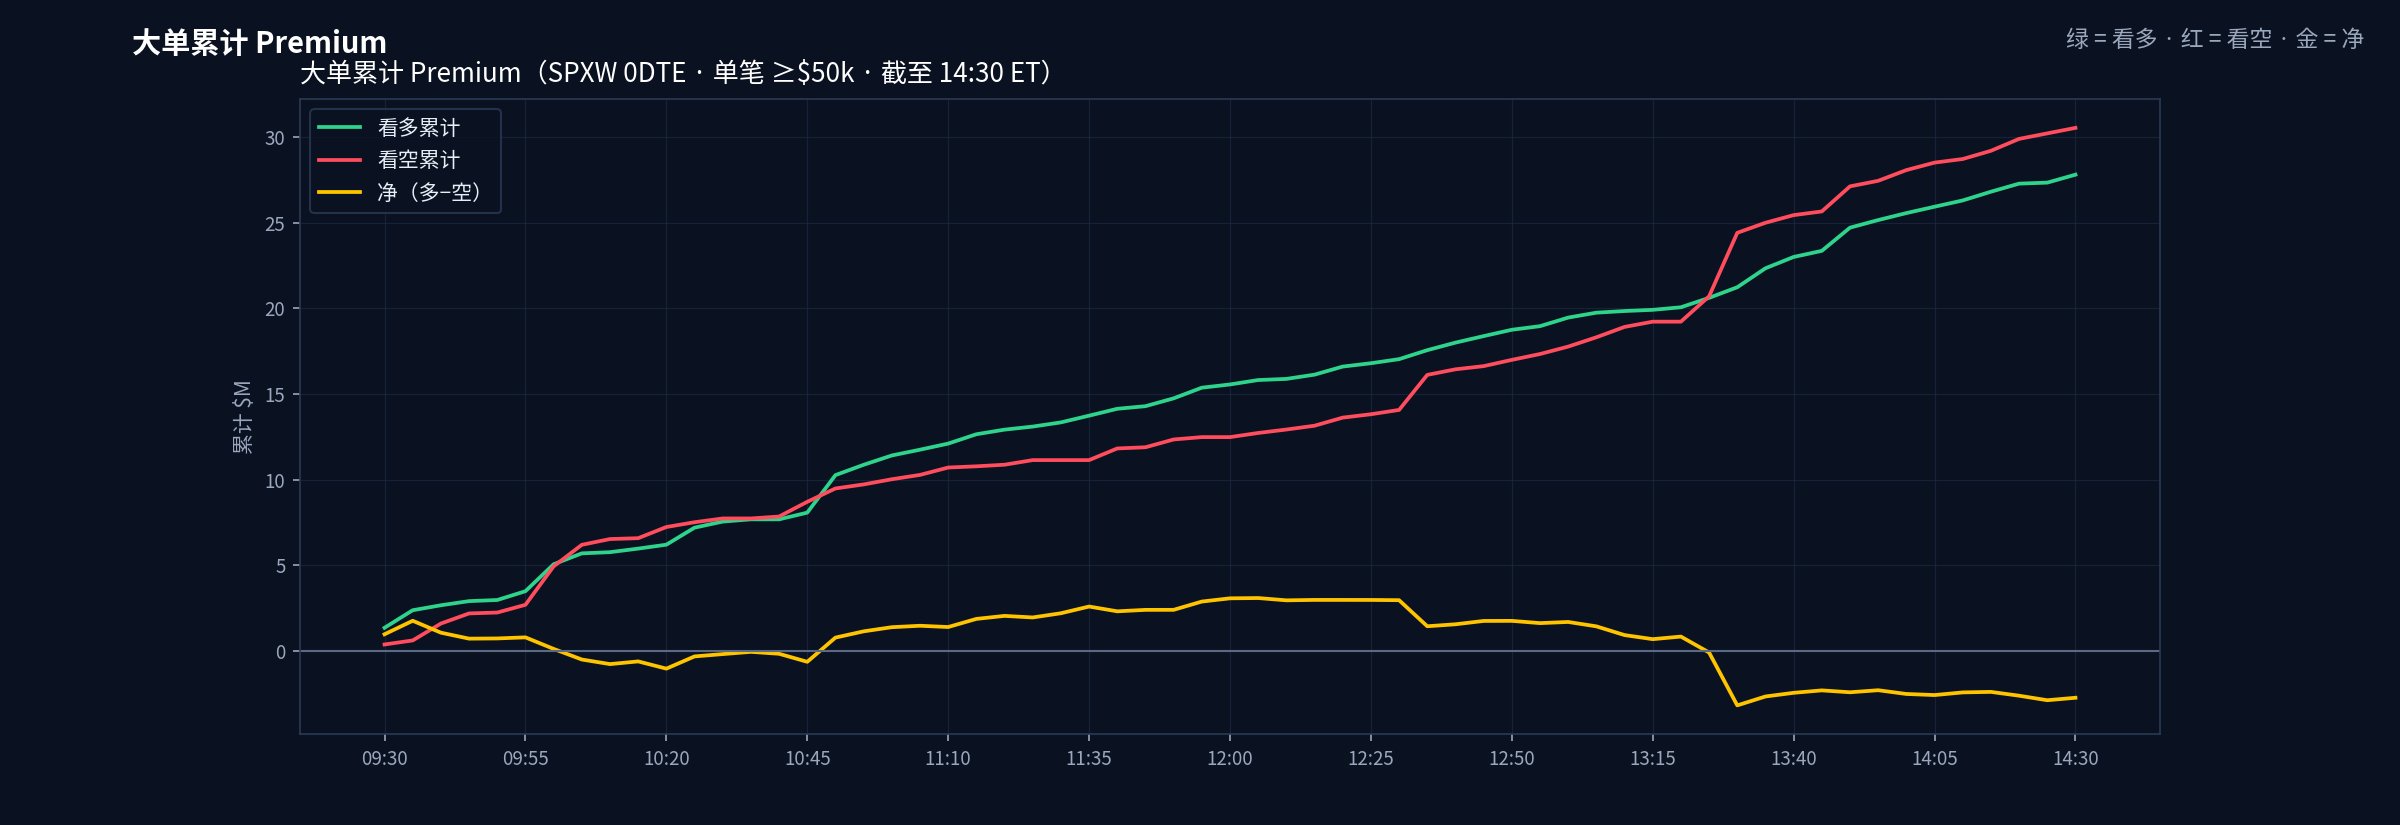 大单累计 Premium
绿 = 看多 · 红 = 看空 · 金 = 净
大单累计 Premium（SPXW 0DTE · 单笔 ≥$50k · 截至 14:30 ET）
看多累计
看空累计
净（多−空）
累计 $M
30
25
20
15
10
5
0
09:30 09:55 10:20 10:45 11:10 11:35 12:00 12:25 12:50 13:15 13:40 14:05 14:30